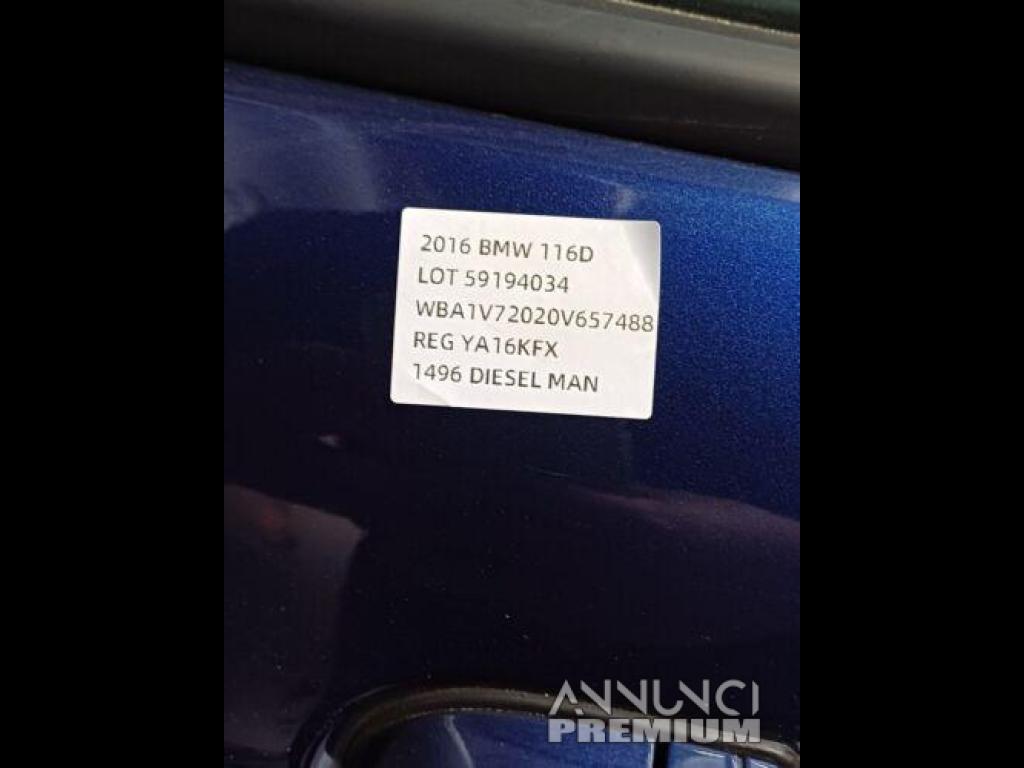 2016 BMW 116D
LOT 59194034
WBA1V72020V657488
REG YA16KFX
1496 DIESEL MAN
ANNUNCI
PREMIUM